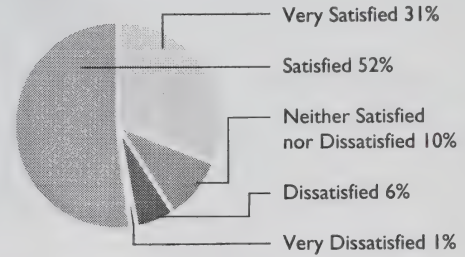 Very Satisfied 31%
Satisfied 52%
Neither Satisfied
nor Dissatisfied 10%
Dissatisfied 6%
Very Dissatisfied 1%